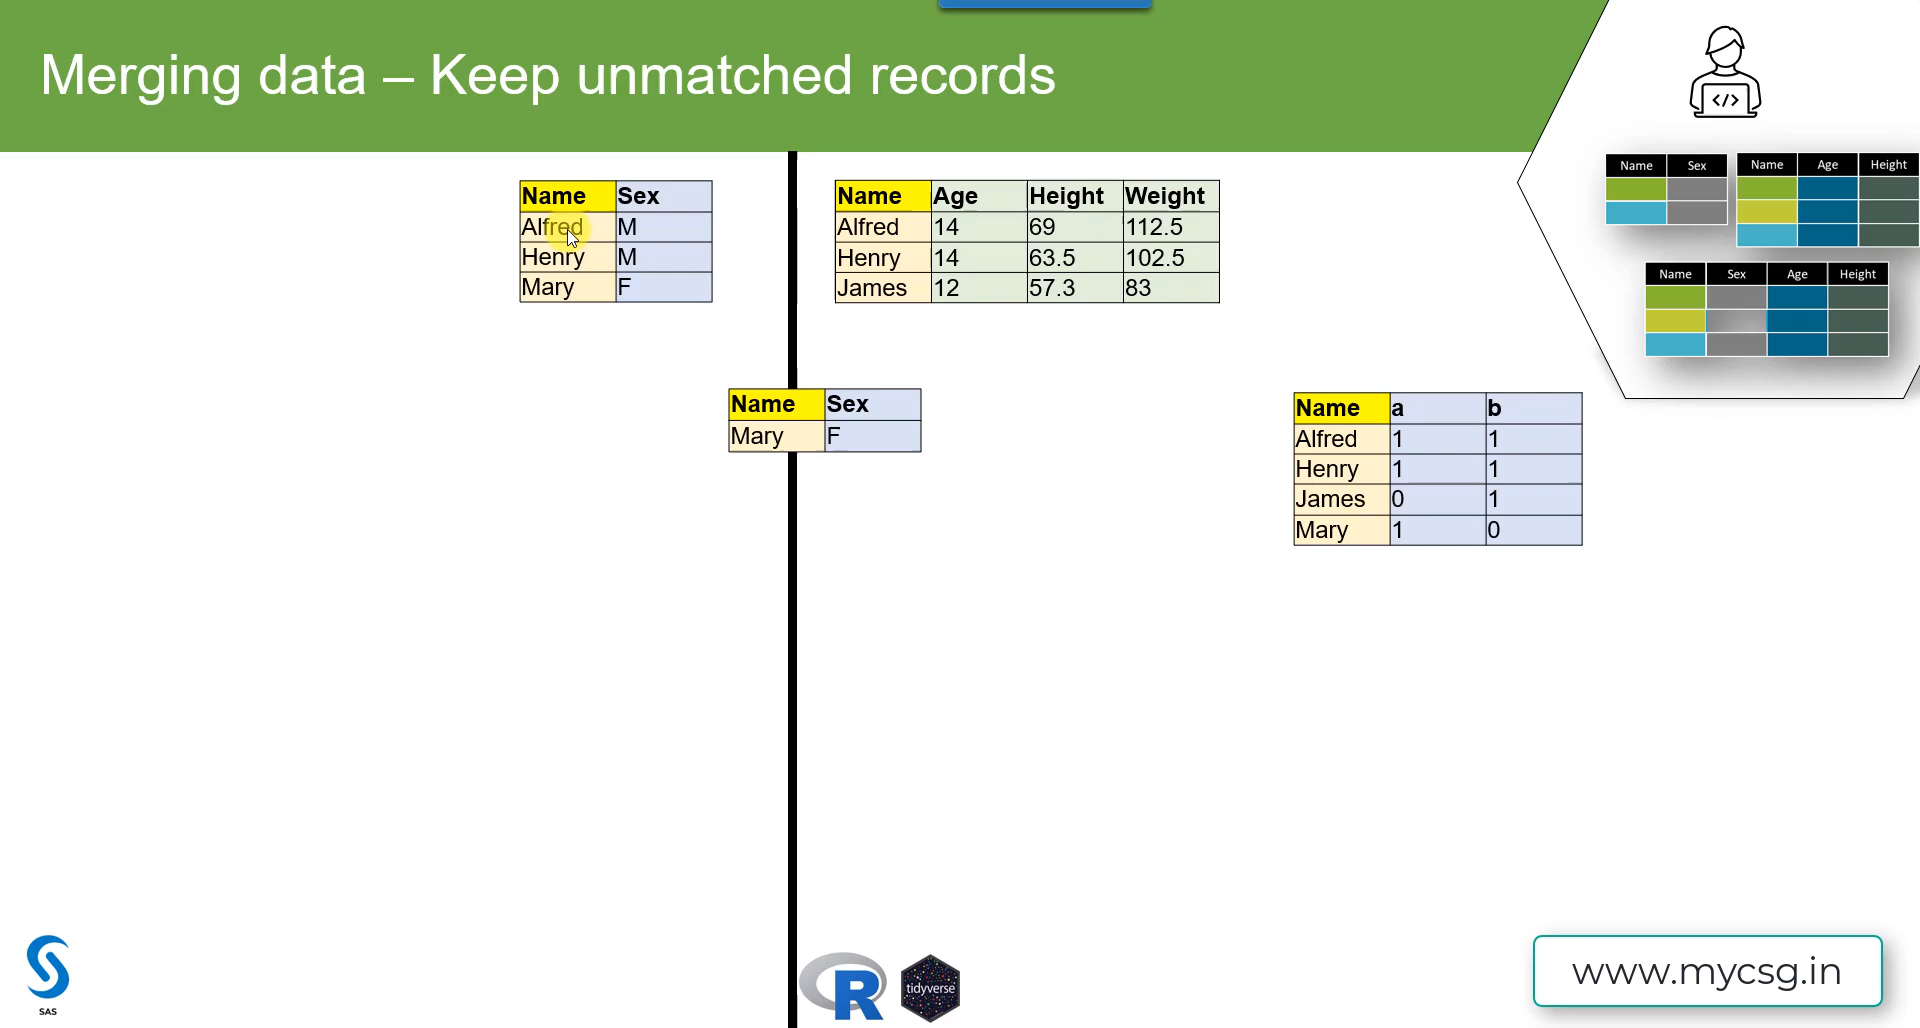 Merging data – Keep unmatched records
</>
Name Sex
Name Age Height
Name Sex Age Height
Name Sex
Alfred M
Henry M
Mary F
Name Age Height Weight
Alfred 14 69 112.5
Henry 14 63.5 102.5
James 12 57.3 83
Name Sex
Mary F
Name a b
Alfred 1 1
Henry 1 1
James 0 1
Mary 1 0
SAS
R
tidyverse
www.mycsg.in